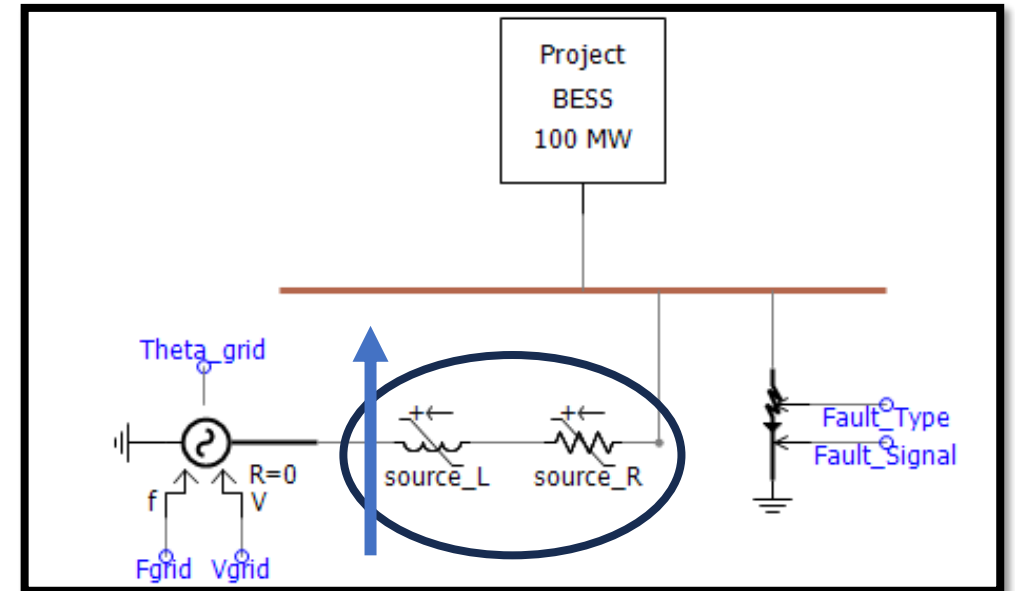 Project
BESS
100 MW
Theta_grid
R=0
f
V
Fgrid
Vgrid
+
source_L
+
source_R
Fault_Type
Fault_Signal